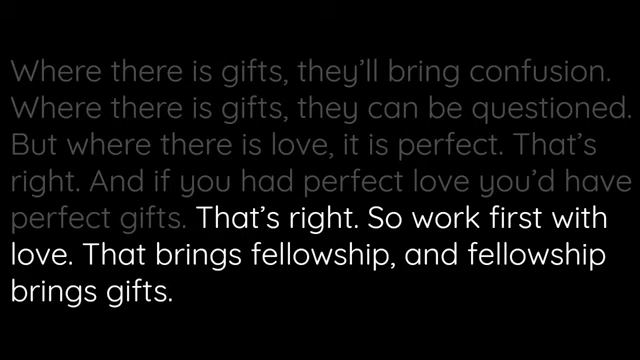 Where there is gifts, they'll bring confusion.
Where there is gifts, they can be questioned.
But where there is love, it is perfect. That's
right. And if you had perfect love you'd have
perfect gifts. That's right. So work first with
love. That brings fellowship, and fellowship
brings gifts.